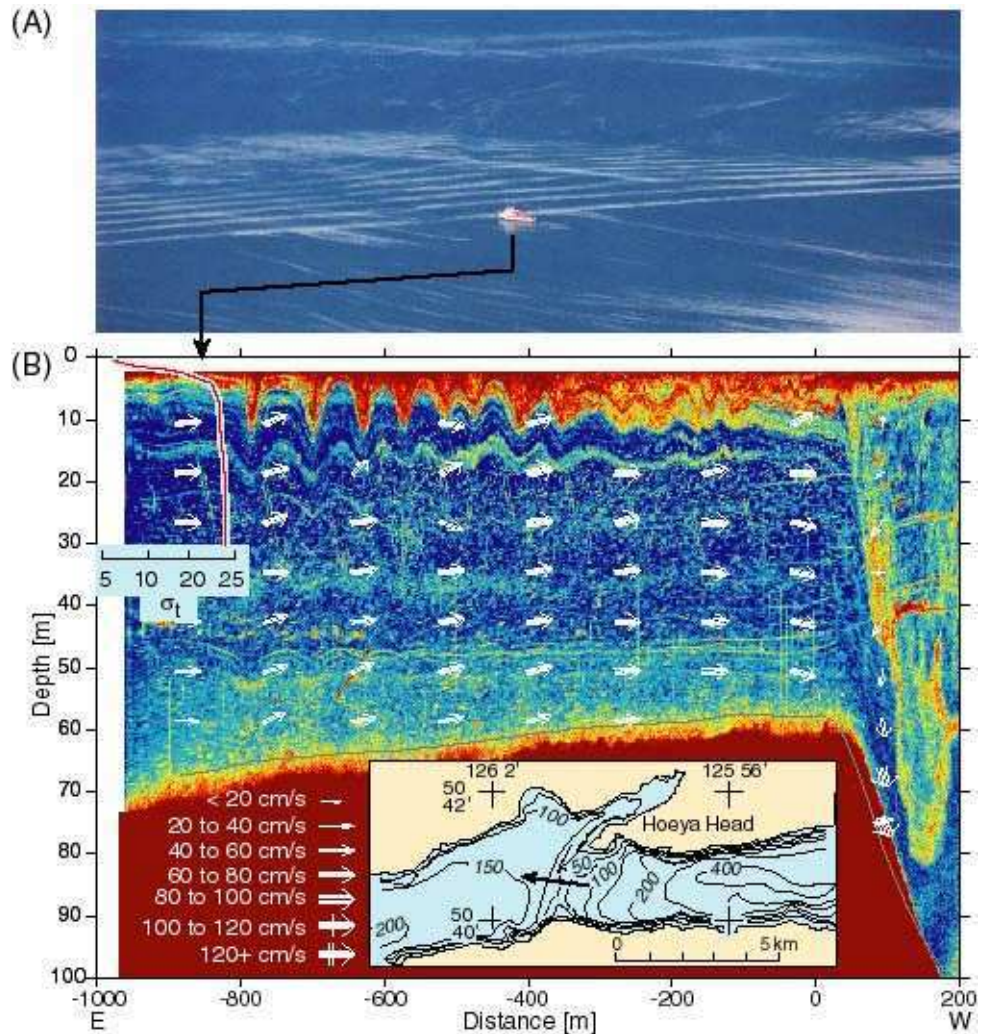 (A)
(B)
0
10
20
30
40
50
60
70
80
90
100
Depth [m]
5 10 20 25
σt
< 20 cm/s
20 to 40 cm/s
40 to 60 cm/s
60 to 80 cm/s
80 to 100 cm/s
100 to 120 cm/s
120+ cm/s
126 2' 125 56'
50
42'
Hoeya Head
100
150
50
100
200
400
200
50
40'
0 5 km
-1000 -800 -600 -400 -200 0 200
E Distance [m] W